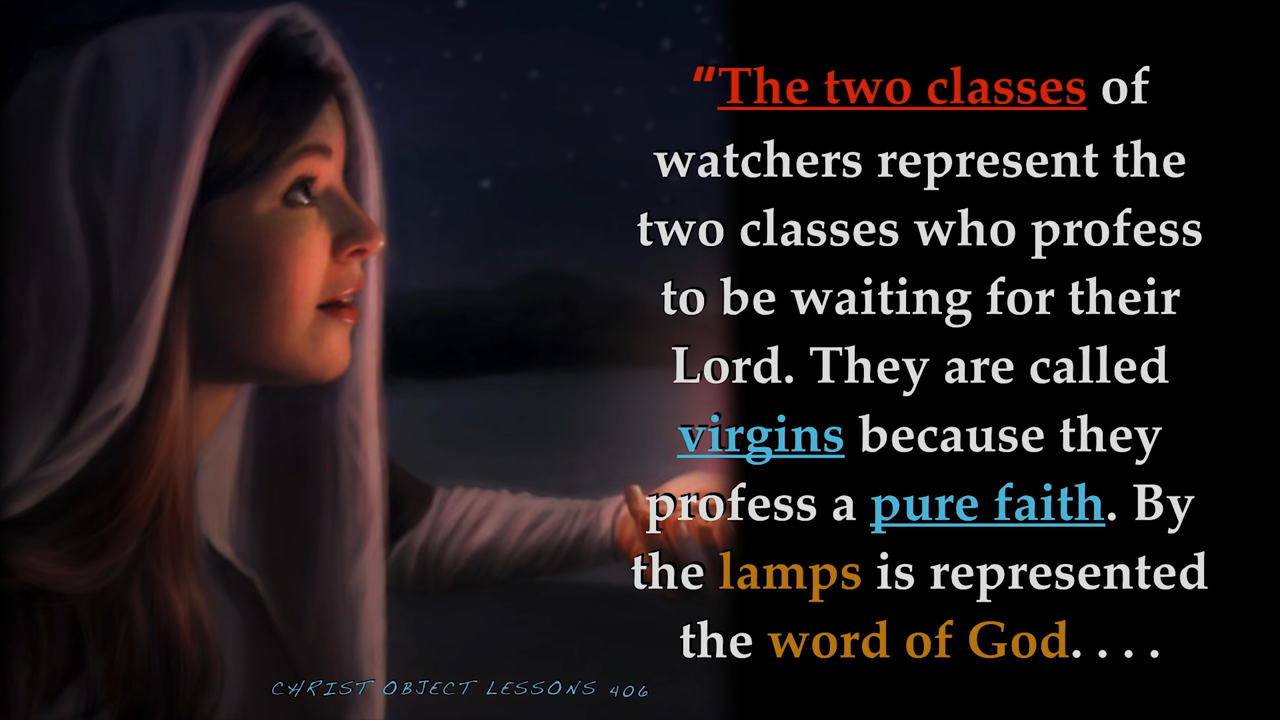 “The two classes of
watchers represent the
two classes who profess
to be waiting for their
Lord. They are called
virgins because they
profess a pure faith. By
the lamps is represented
the word of God. . . .
CHRIST OBJECT LESSONS 406